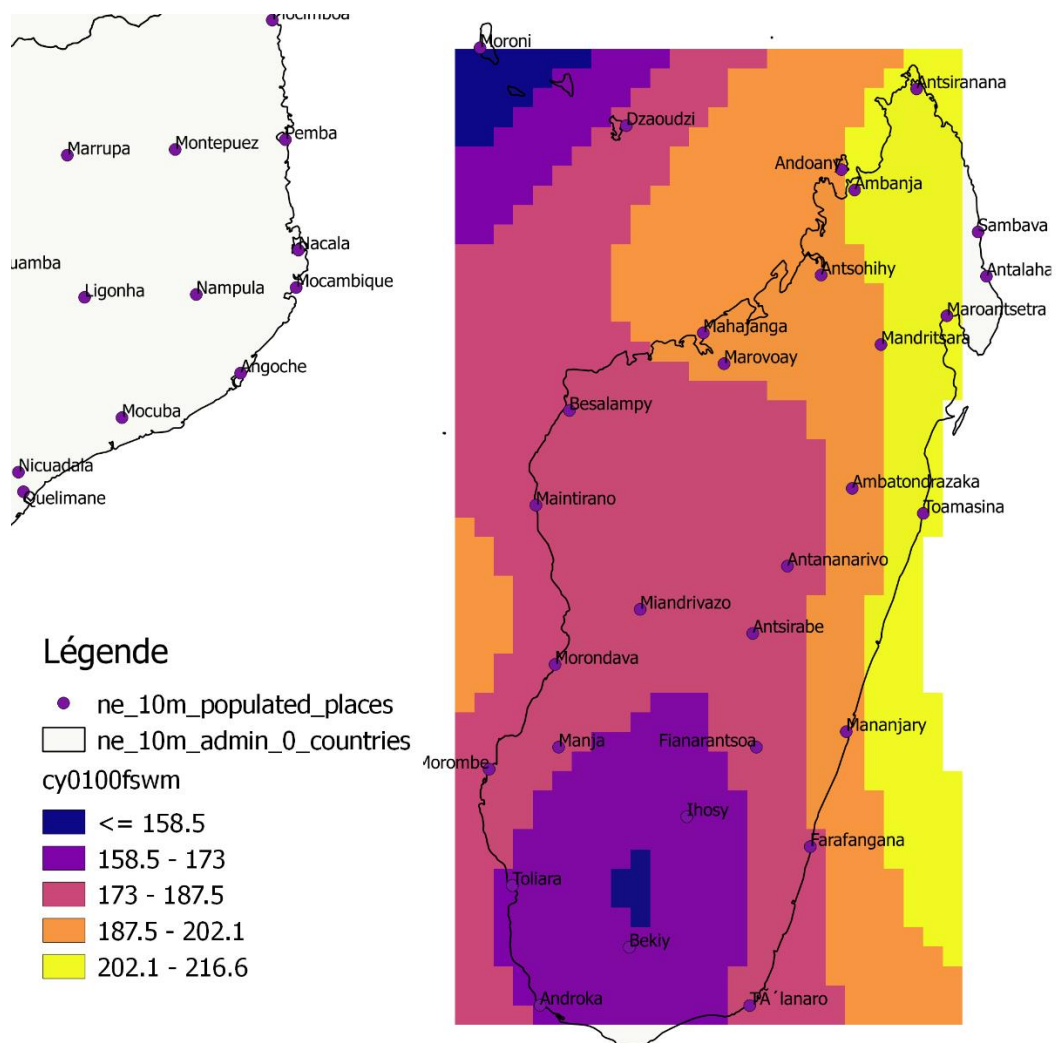 Mocimboa
Moroni
Antsiranana
Dzaoudzi
Pemba
Montepuez
Marrupa
Andoany
Ambanja
Sambava
Nacala
uamba
Antsohihy
Antalaha
Mocambique
Ligonha
Nampula
Maroantsetra
Mahajanga
Mandritsara
Marovoay
Angoche
Besalampy
Mocuba
Nicuadala
Ambatondrazaka
Quelimane
Maintirano
Toamasina
Antananarivo
Miandrivazo
Antsirabe
Légende
Morondava
ne_10m_populated_places
Mananjary
ne_10m_admin_0_countries
Manja
Fianarantsoa
Morombe
cy0100fswm
Ihosy
<= 158.5
Farafangana
158.5 - 173
Toliara
173 - 187.5
187.5 - 202.1
Bekiy
202.1 - 216.6
Androka
TÃ´lanaro